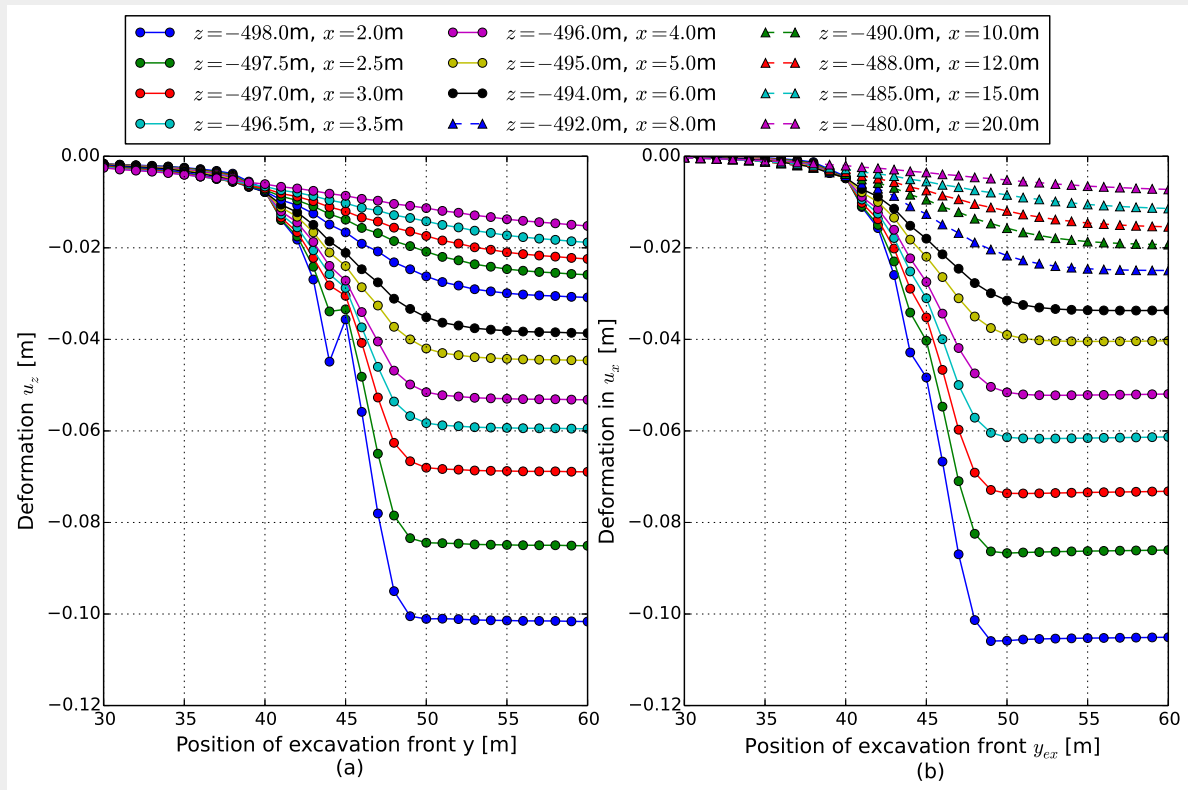 z=−498.0m, x=2.0m
z=−497.5m, x=2.5m
z=−497.0m, x=3.0m
z=−496.5m, x=3.5m
z=−496.0m, x=4.0m
z=−495.0m, x=5.0m
z=−494.0m, x=6.0m
z=−492.0m, x=8.0m
z=−490.0m, x=10.0m
z=−488.0m, x=12.0m
z=−485.0m, x=15.0m
z=−480.0m, x=20.0m
0.00
−0.02
−0.04
−0.06
−0.08
−0.10
−0.12
Deformation u_z [m]
30 35 40 45 50 55 60
Position of excavation front y [m]
(a)
0.00
−0.02
−0.04
−0.06
−0.08
−0.10
−0.12
Deformation in u_x [m]
30 35 40 45 50 55 60
Position of excavation front y_ex [m]
(b)